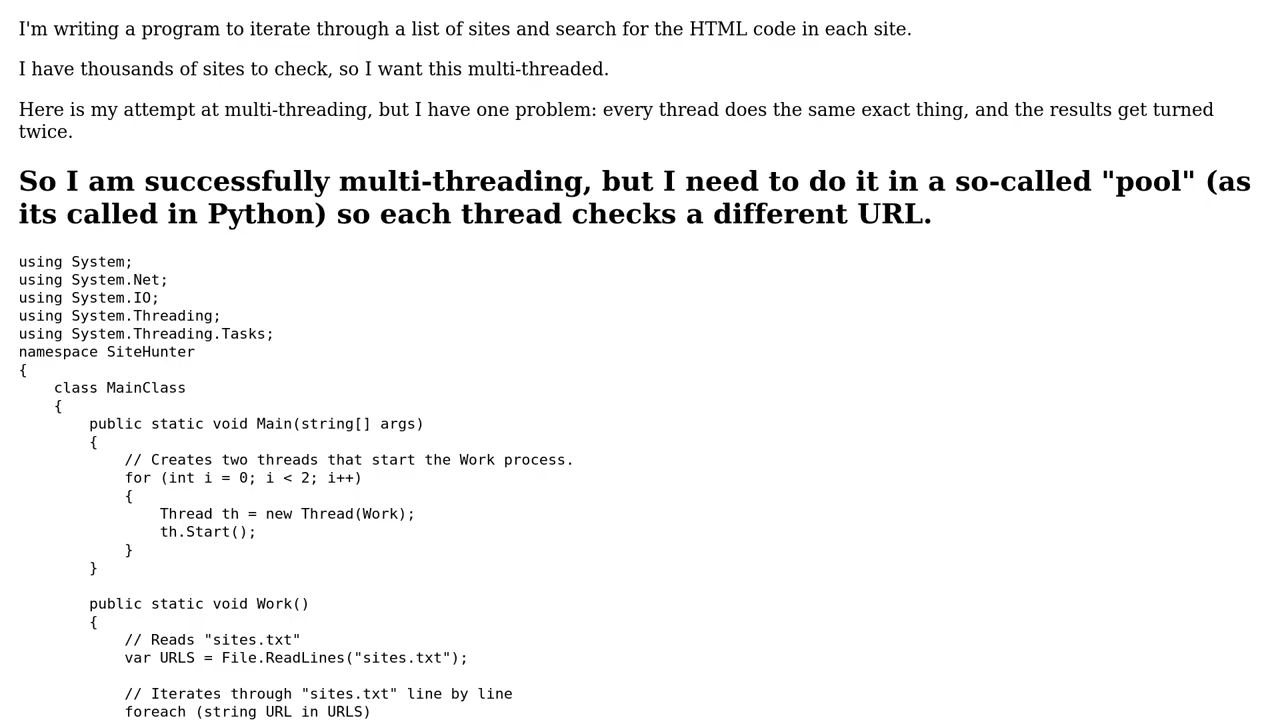 I'm writing a program to iterate through a list of sites and search for the HTML code in each site.
I have thousands of sites to check, so I want this multi-threaded.
Here is my attempt at multi-threading, but I have one problem: every thread does the same exact thing, and the results get turned
twice.
So I am successfully multi-threading, but I need to do it in a so-called "pool" (as
its called in Python) so each thread checks a different URL.
using System;
using System.Net;
using System.IO;
using System.Threading;
using System.Threading.Tasks;
namespace SiteHunter
{
    class MainClass
    {
        public static void Main(string[] args)
        {
            // Creates two threads that start the Work process.
            for (int i = 0; i < 2; i++)
            {
                Thread th = new Thread(Work);
                th.Start();
            }
        }

        public static void Work()
        {
            // Reads "sites.txt"
            var URLS = File.ReadLines("sites.txt");

            // Iterates through "sites.txt" line by line
            foreach (string URL in URLS)